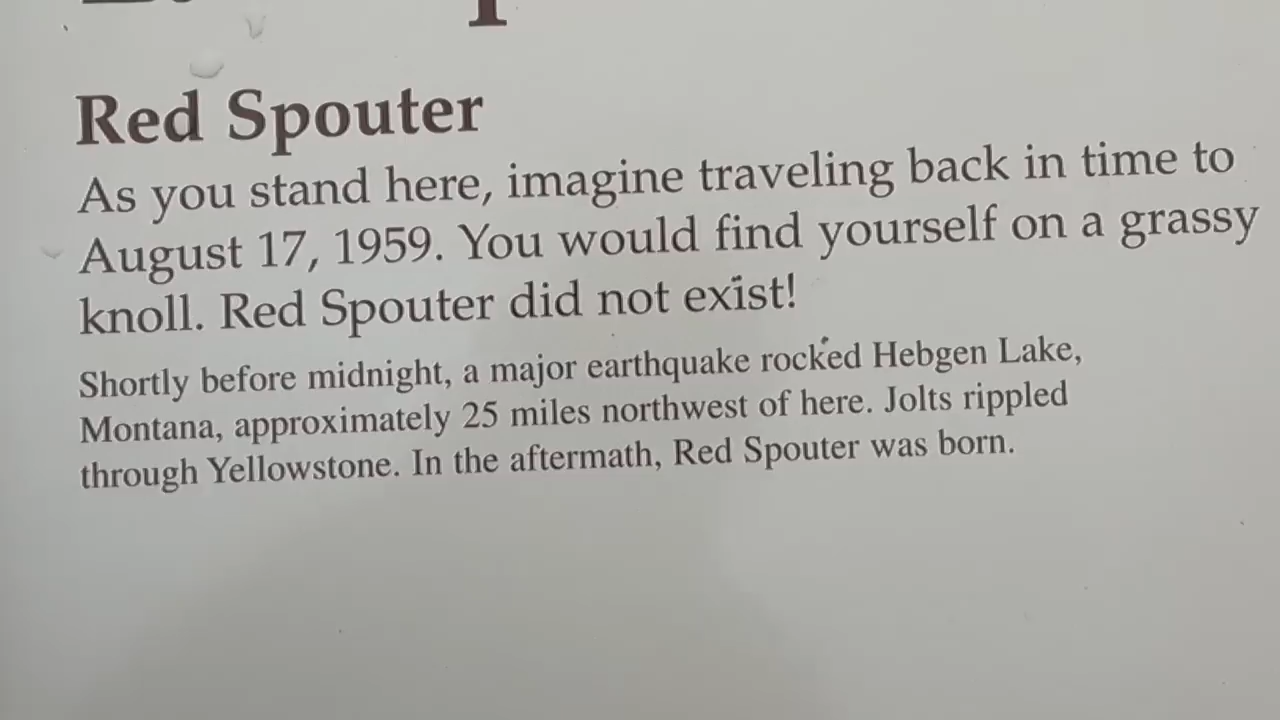 Red Spouter
As you stand here, imagine traveling back in time to
August 17, 1959. You would find yourself on a grassy
knoll. Red Spouter did not exist!
Shortly before midnight, a major earthquake rocked Hebgen Lake,
Montana, approximately 25 miles northwest of here. Jolts rippled
through Yellowstone. In the aftermath, Red Spouter was born.